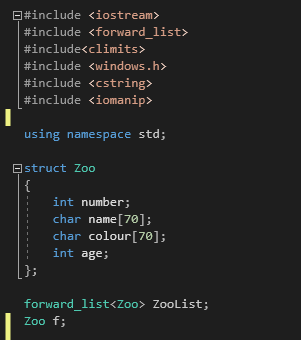 #include <iostream>
#include <forward_list>
#include<climits>
#include <windows.h>
#include <cstring>
#include <iomanip>
using namespace std;
struct Zoo
{
int number;
char name[70];
char colour[70];
int age;
};
forward_list<Zoo> ZooList;
Zoo f;